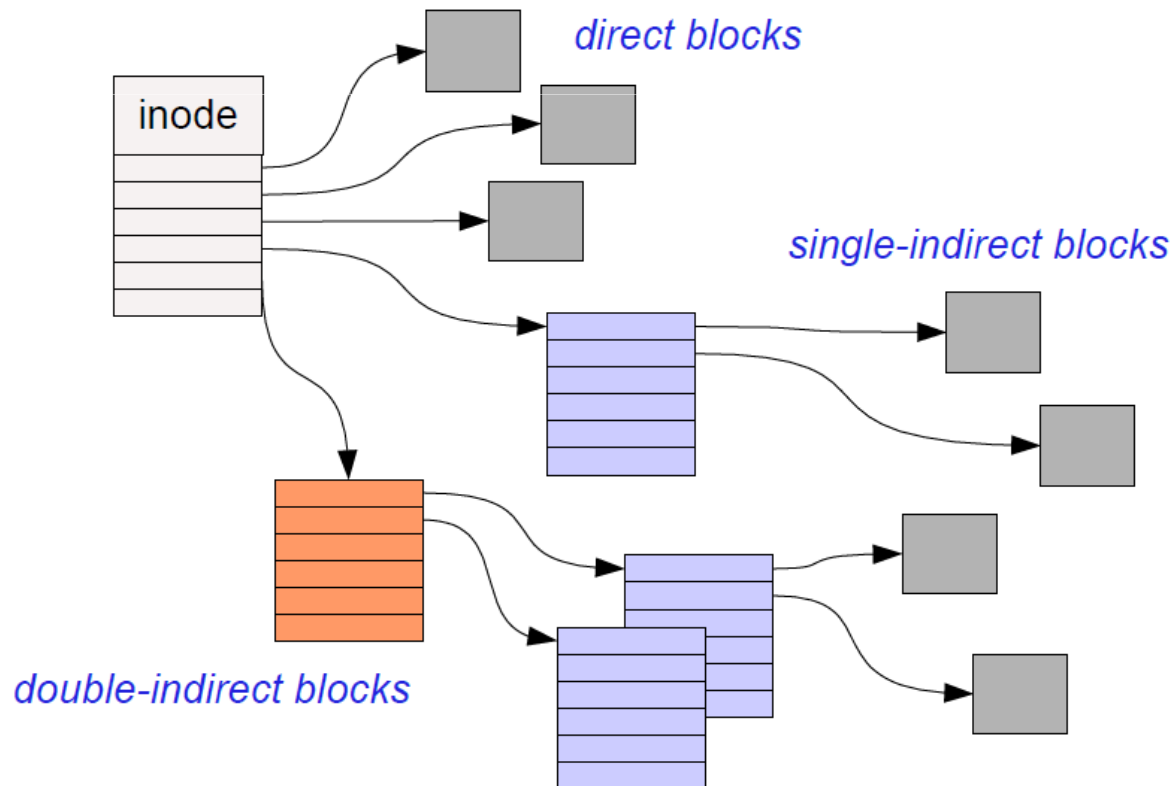 direct blocks
inode
single-indirect blocks
double-indirect blocks